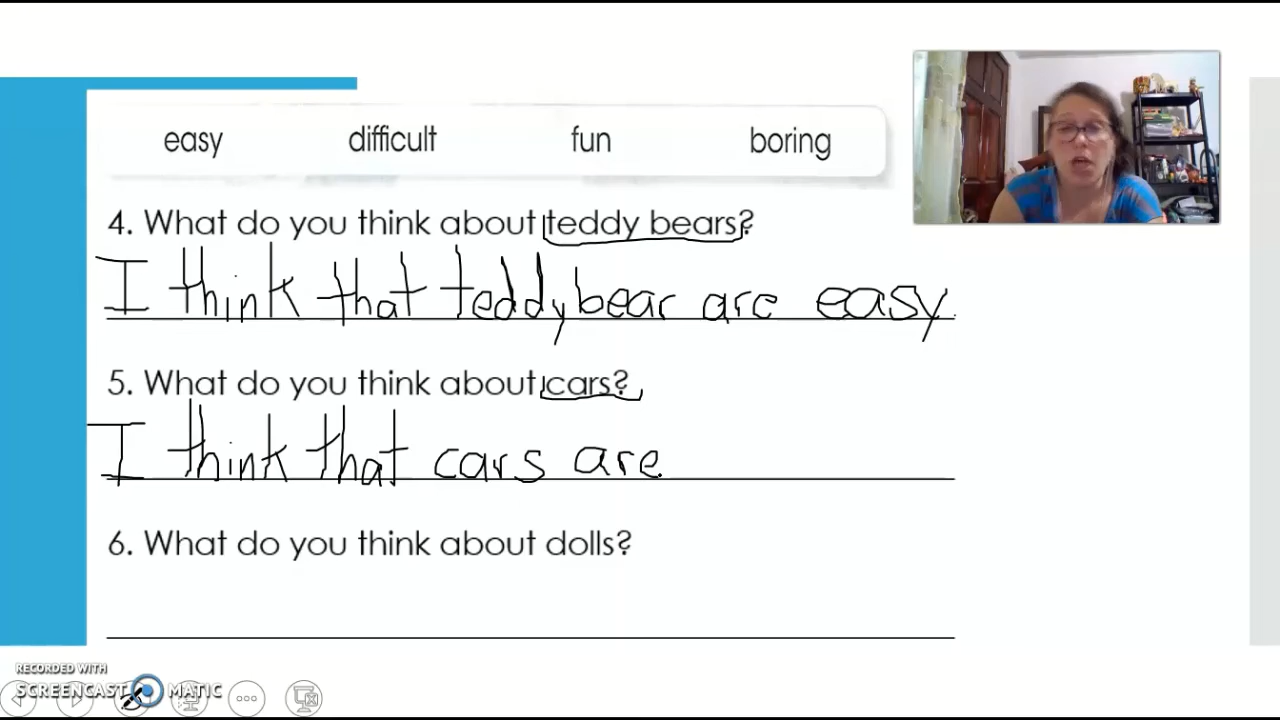 easy difficult fun boring
4. What do you think about teddy bears?
I think that teddybear are easy.
5. What do you think about cars?
I think that cars are
6. What do you think about dolls?
RECORDED WITH
SCREENCAST MATIC